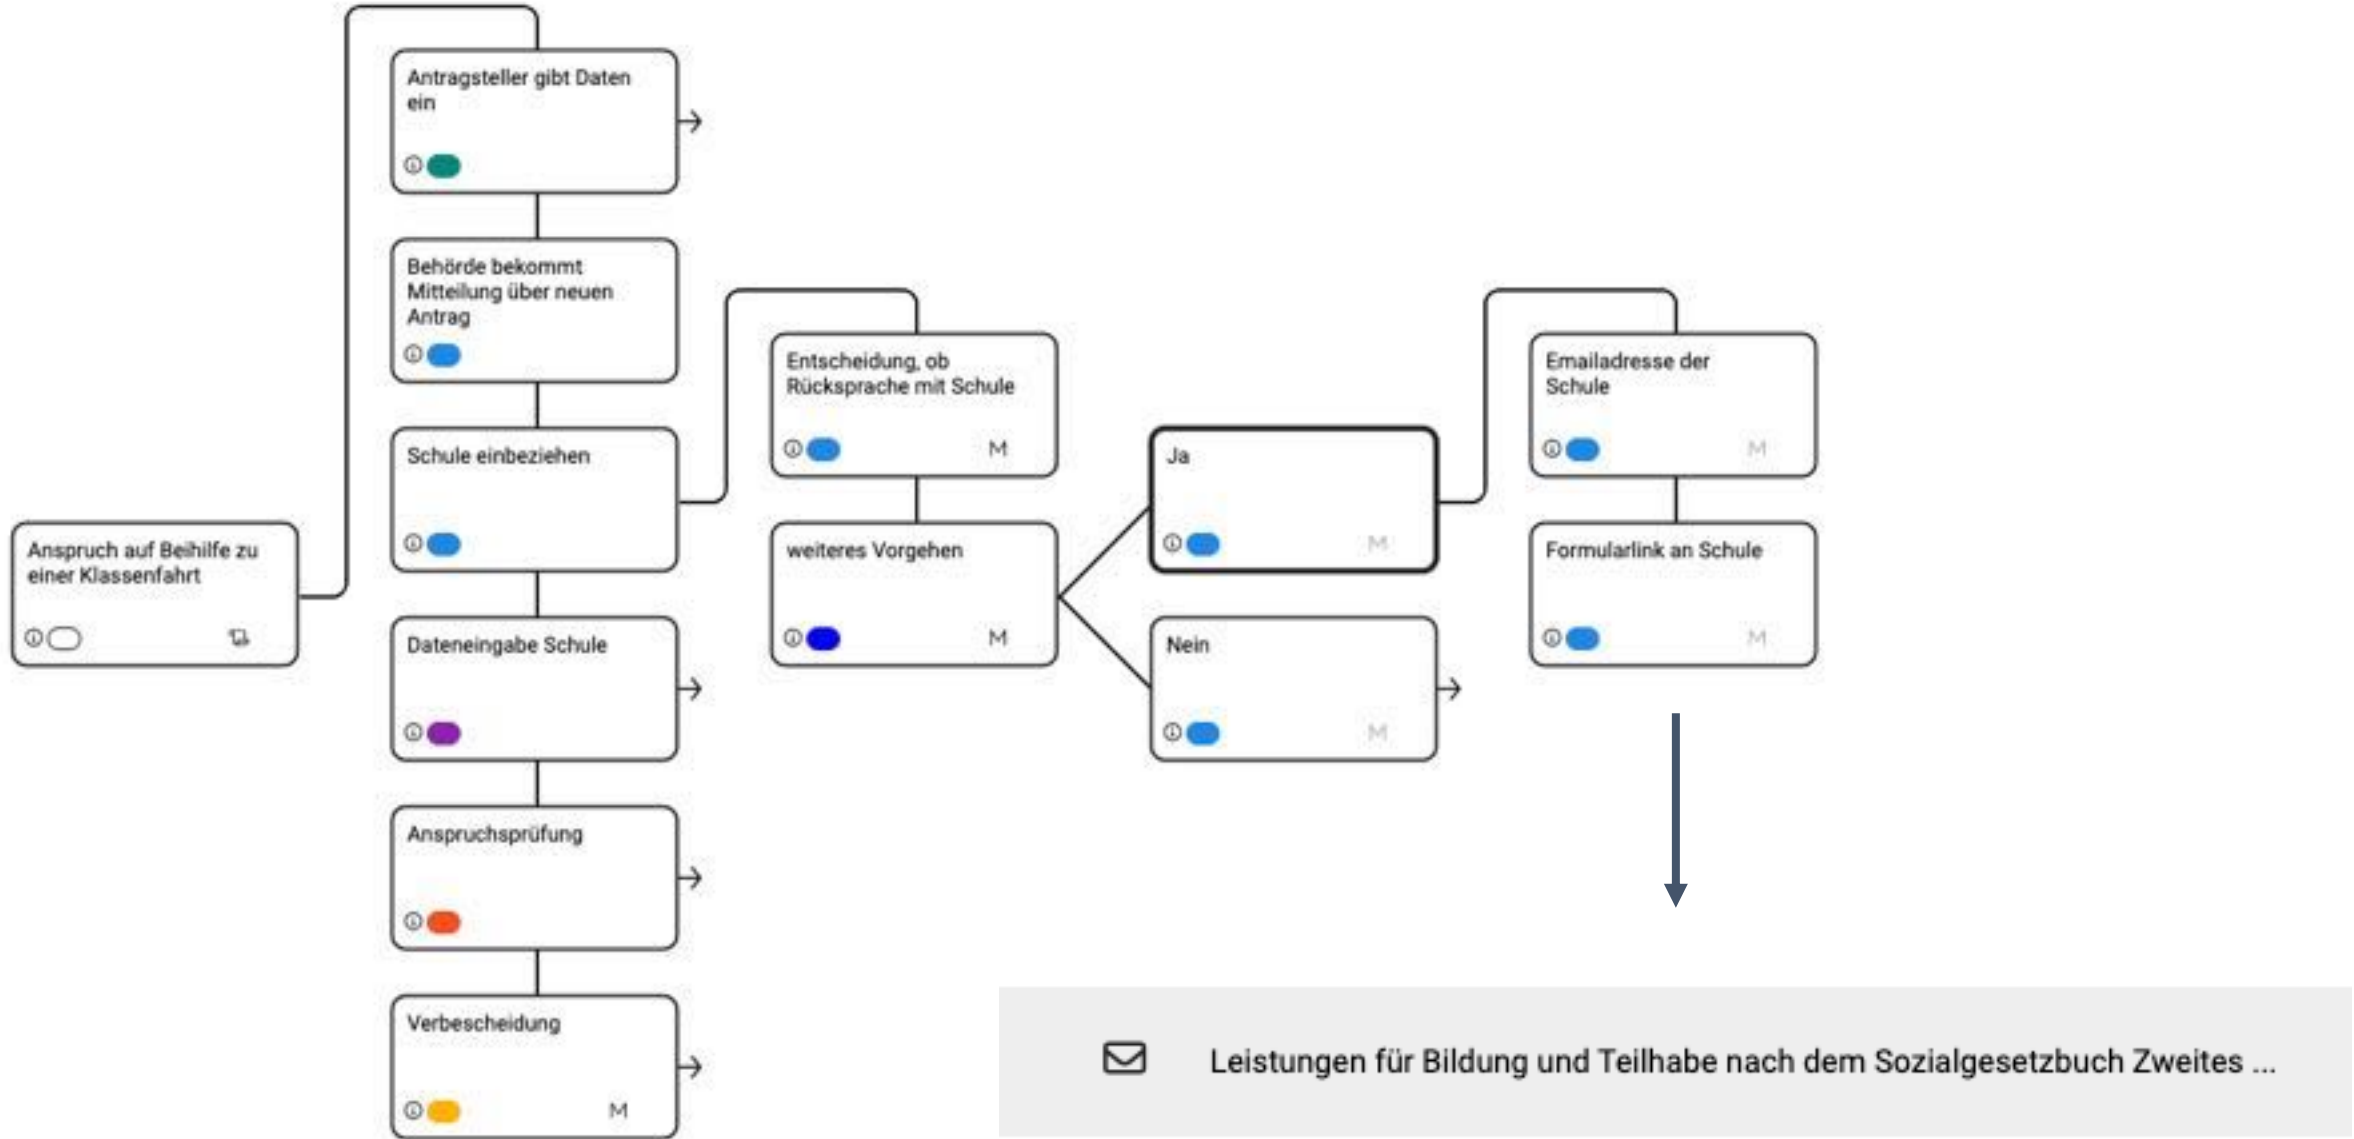 Anspruch auf Beihilfe zu
einer Klassenfahrt
Antragsteller gibt Daten
ein
Behörde bekommt
Mitteilung über neuen
Antrag
Schule einbeziehen
Dateneingabe Schule
Anspruchsprüfung
Verbescheidung
M
Entscheidung, ob
Rücksprache mit Schule
M
weiteres Vorgehen
M
Ja
M
Nein
M
Emailadresse der
Schule
M
Formularlink an Schule
M
Leistungen für Bildung und Teilhabe nach dem Sozialgesetzbuch Zweites ...